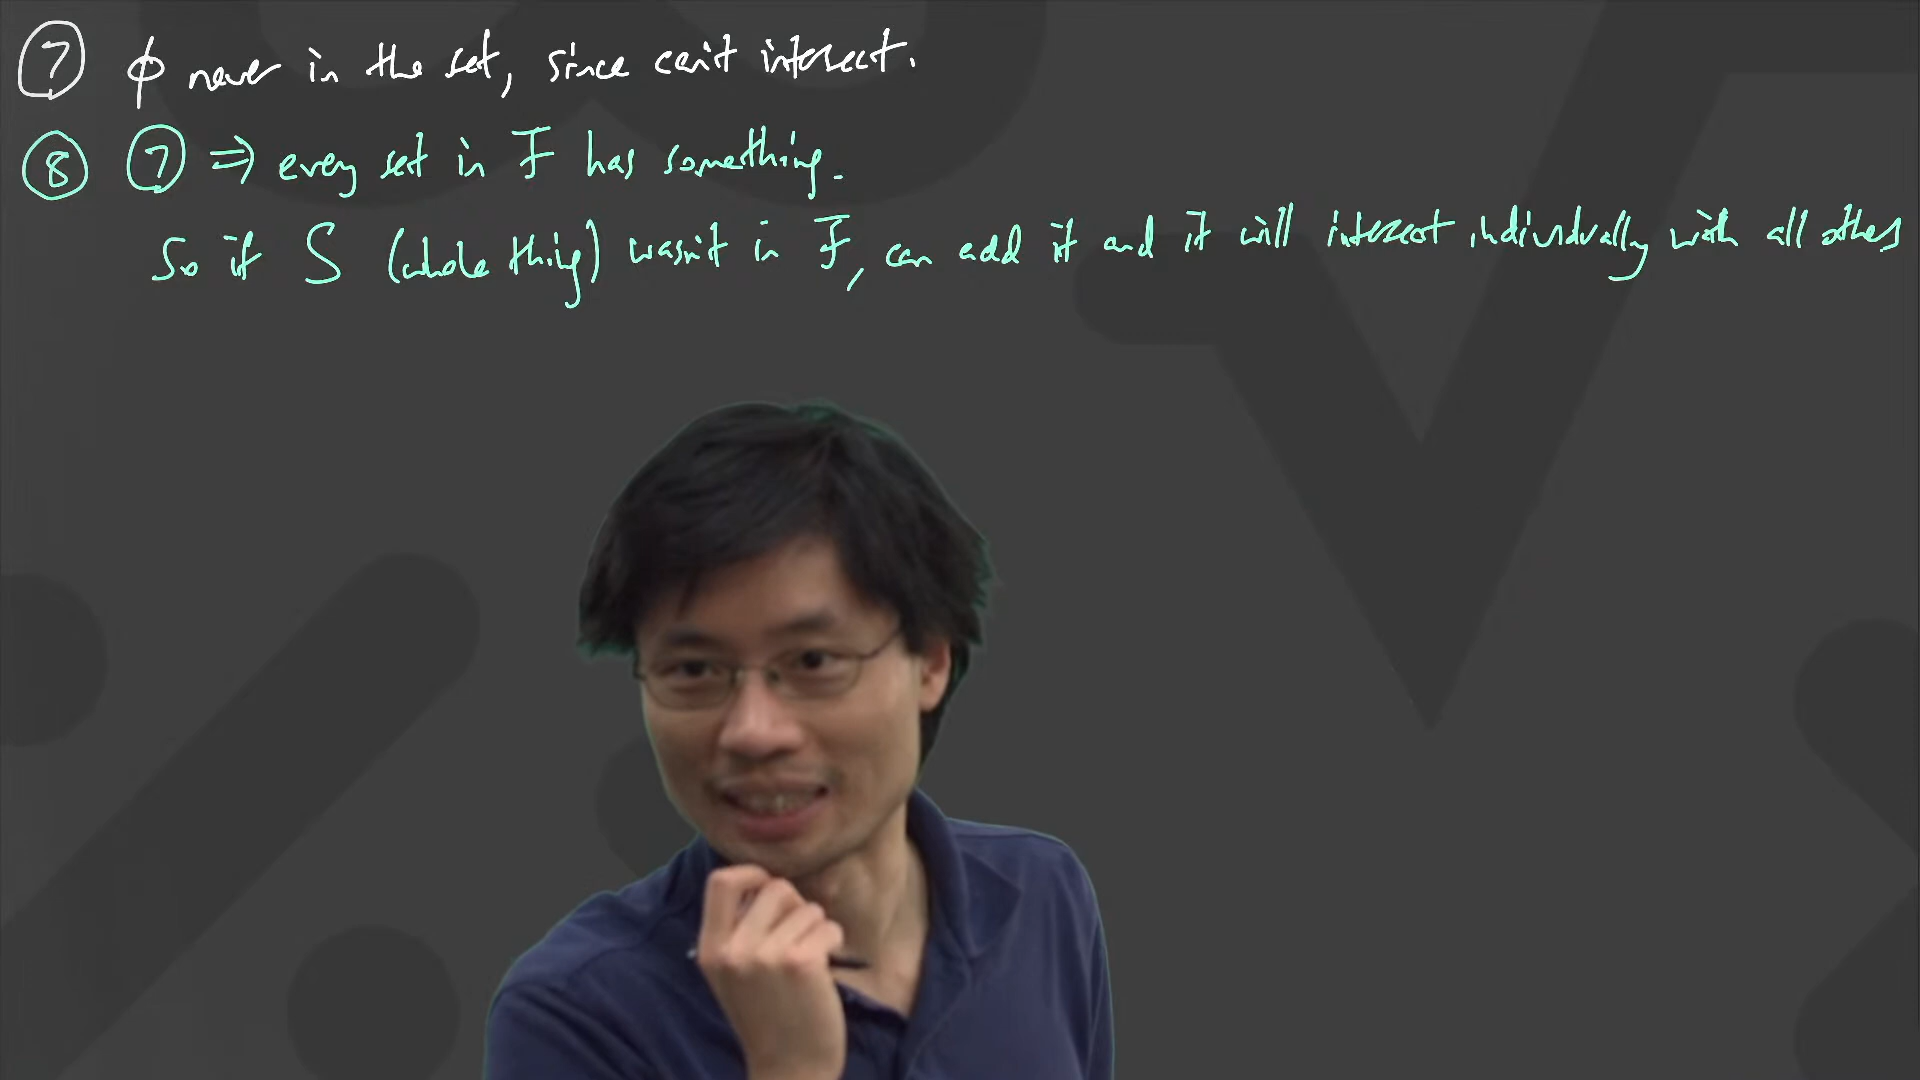 ⑦ ϕ never in the set, since can't intersect.
⑧ ⑦ ⇒ every set in F has something.
So if S (whole thing) wasn't in F, can add it and it will intersect individually with all others